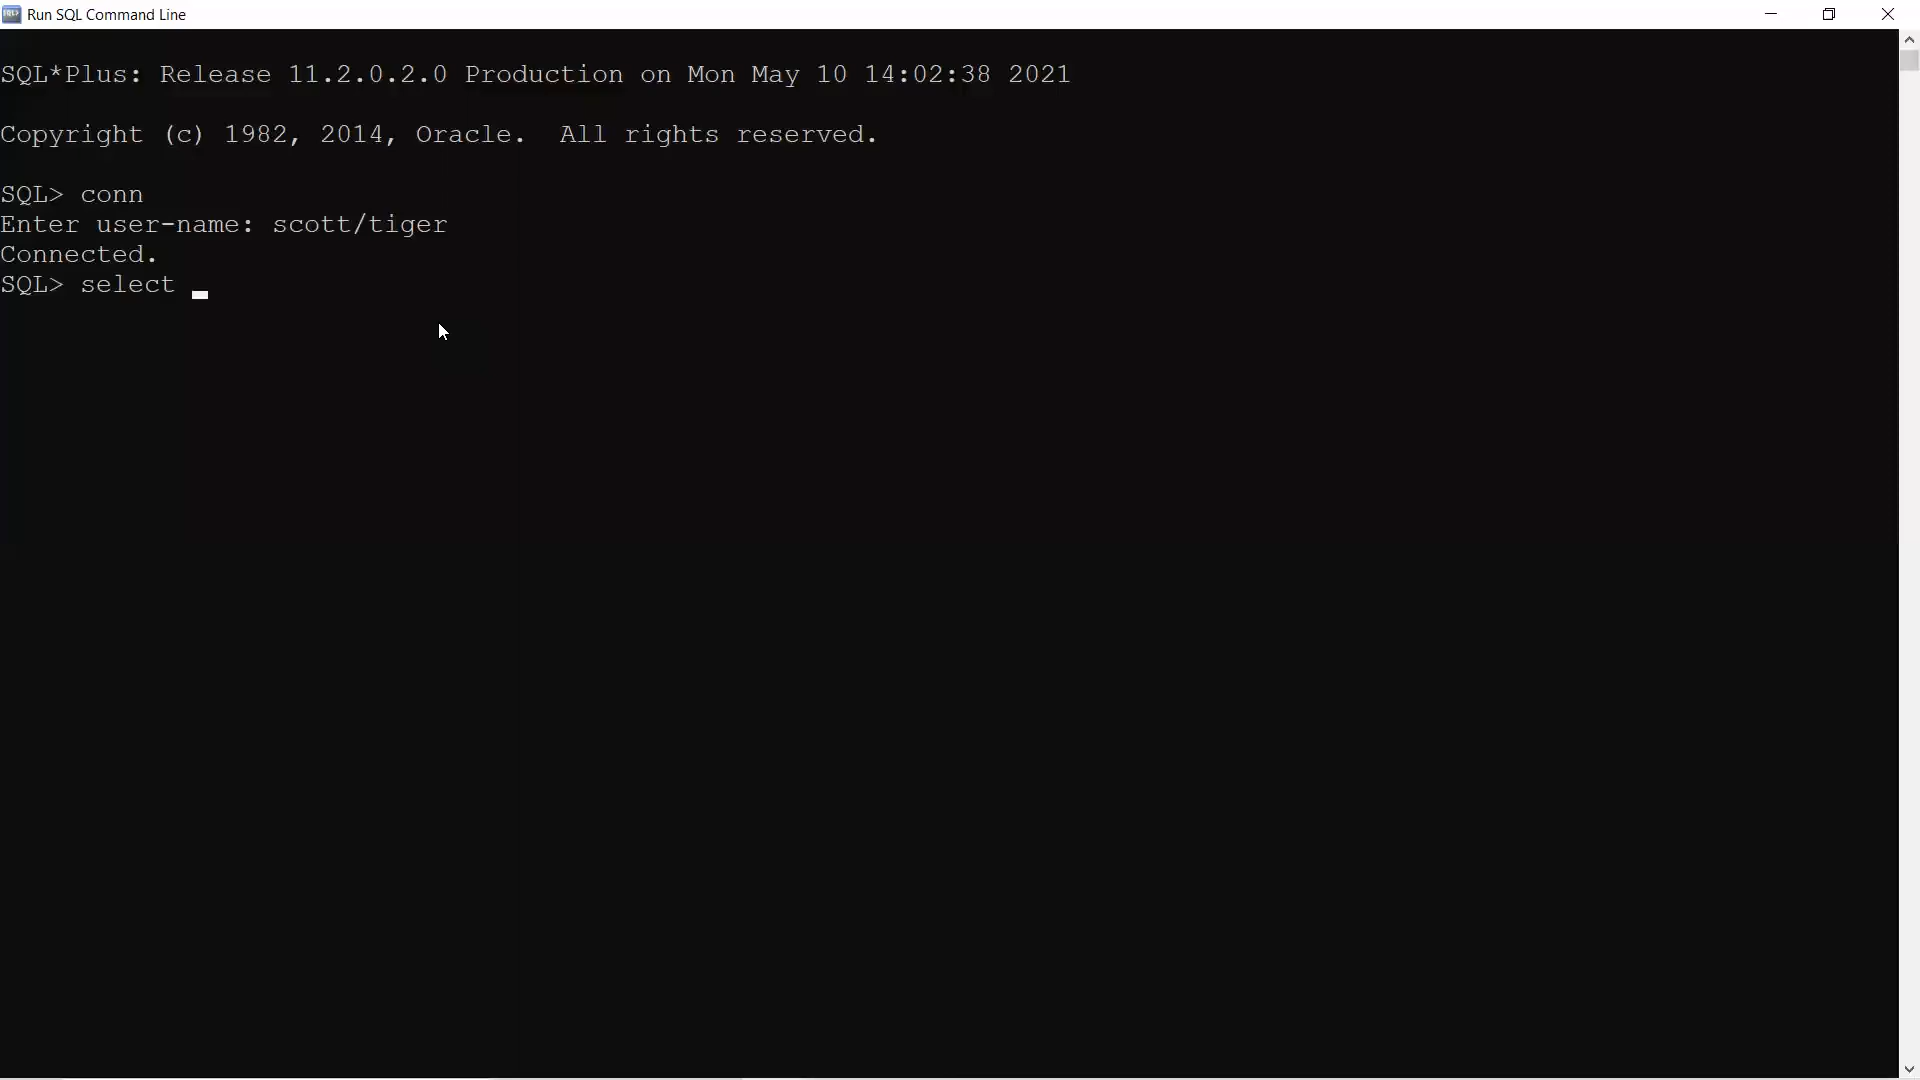 Run SQL Command Line
SQL*Plus: Release 11.2.0.2.0 Production on Mon May 10 14:02:38 2021
Copyright (c) 1982, 2014, Oracle.  All rights reserved.
SQL> conn
Enter user-name: scott/tiger
Connected.
SQL> select